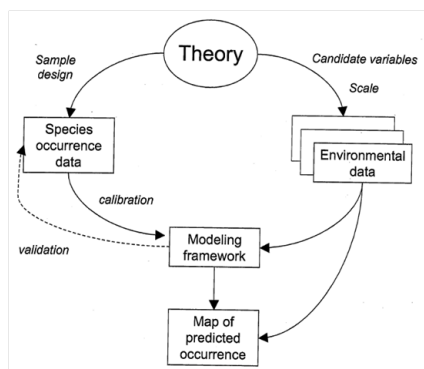 Theory
Sample
design
Candidate variables
Scale
Species
occurrence
data
Environmental
data
calibration
validation
Modeling
framework
Map of
predicted
occurrence